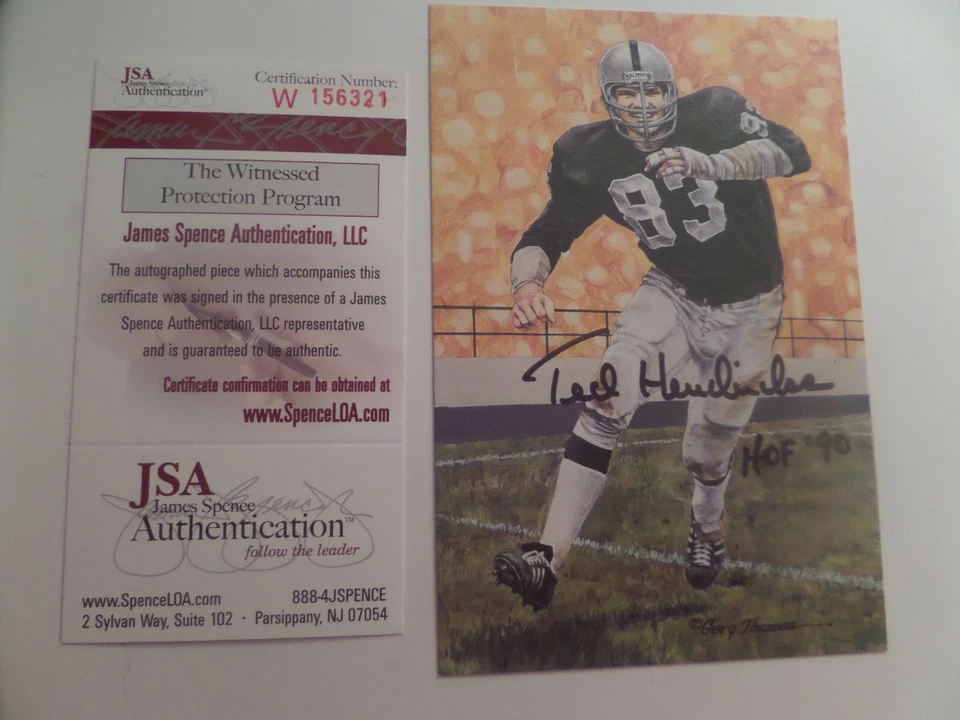 JSA
James Spence
Authentication®
Certification Number:
W 156321
The Witnessed
Protection Program
James Spence Authentication, LLC
The autographed piece which accompanies this
certificate was signed in the presence of a James
Spence Authentication, LLC representative
and is guaranteed to be authentic.
Certificate confirmation can be obtained at
www.SpenceLOA.com
JSA
James Spence
Authentication™
follow the leader
www.SpenceLOA.com 888-4JSPENCE
2 Sylvan Way, Suite 102 · Parsippany, NJ 07054
83
Ted Hendricks
HOF '90
©Gary Thomas